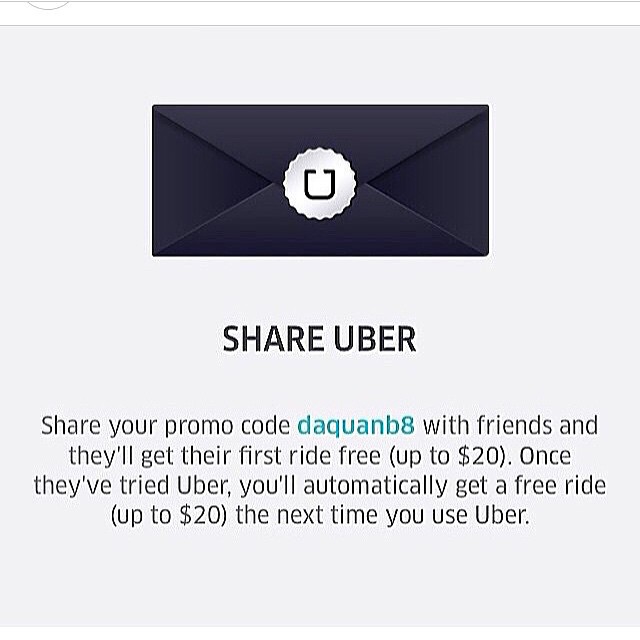 SHARE UBER
Share your promo code daquanb8 with friends and
they'll get their first ride free (up to $20). Once
they've tried Uber, you'll automatically get a free ride
(up to $20) the next time you use Uber.